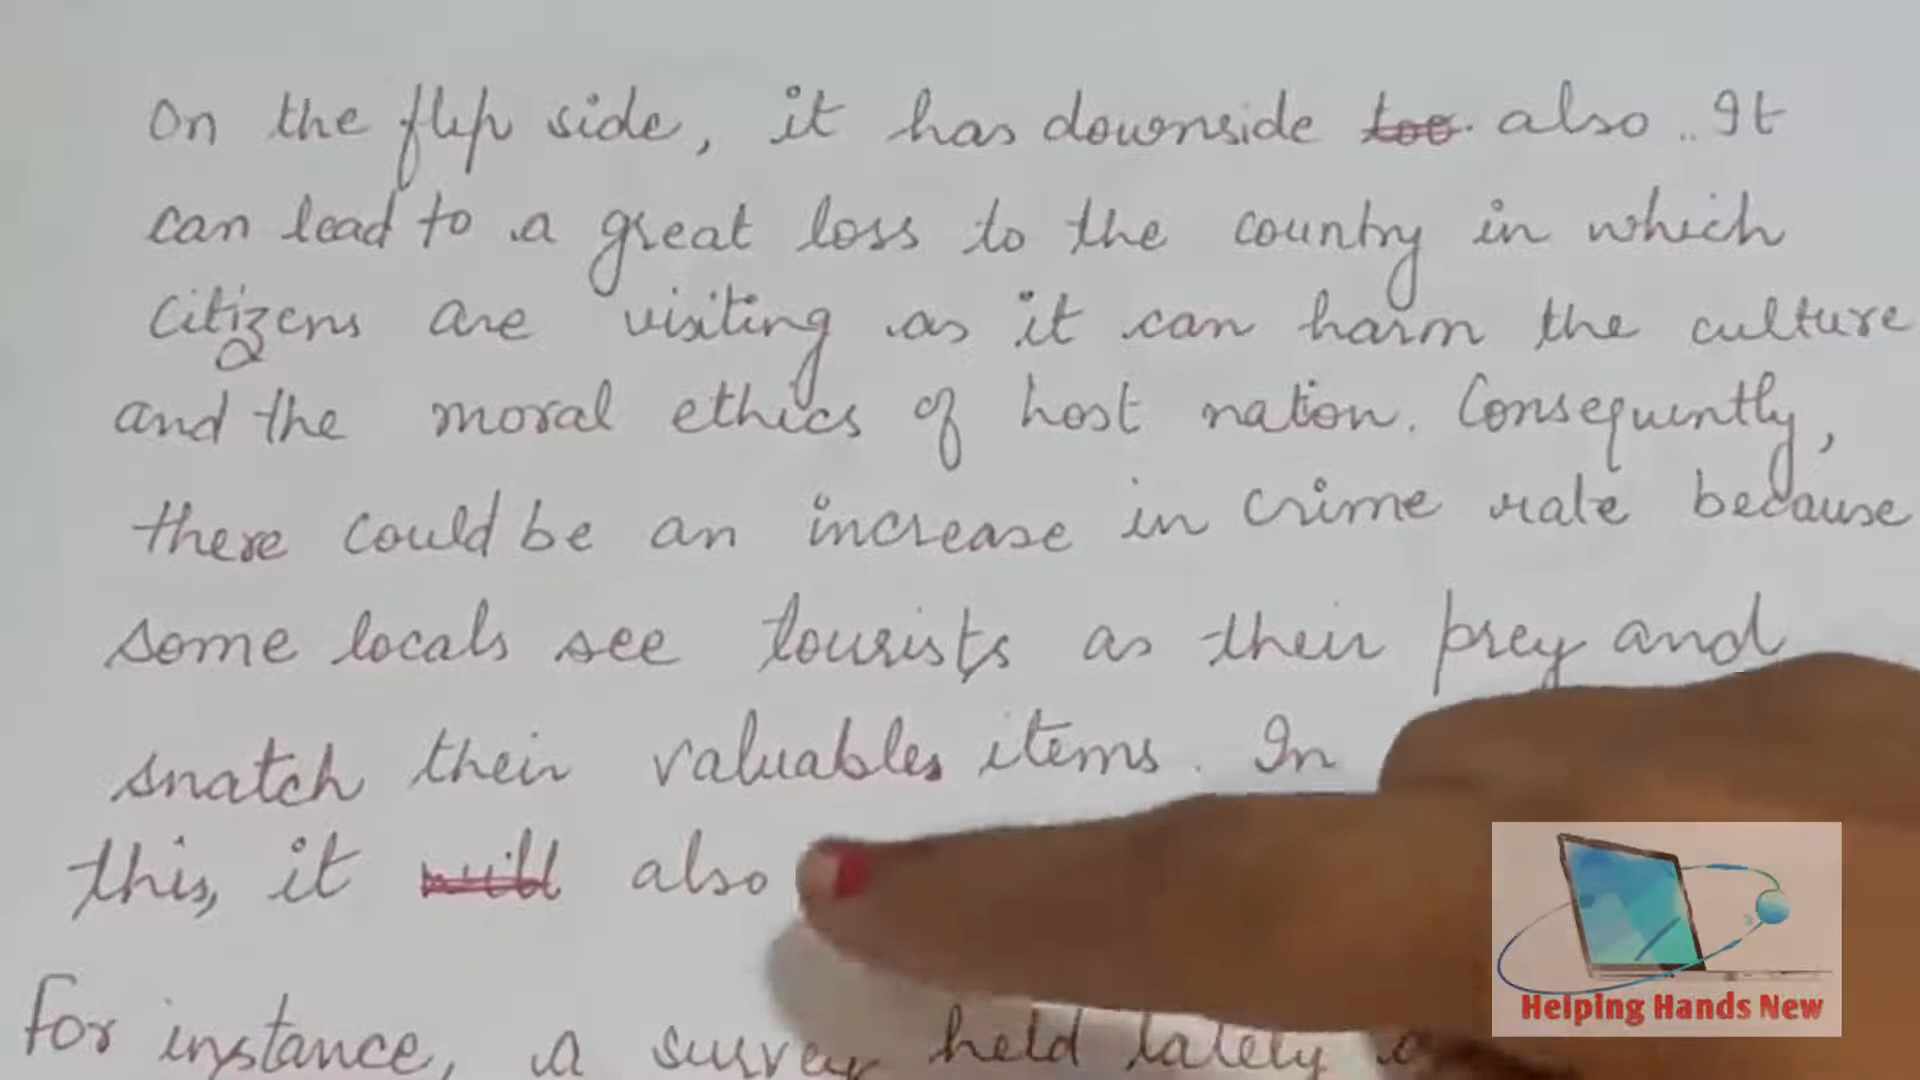 On the flip side, it has downside too. also.. It
can lead to a great loss to the country in which
citizens are visiting as it can harm the culture
and the moral ethics of host nation. Consequently,
there could be an increase in crime rate because
some locals see tourists as their prey and
snatch their valuables items. In
this, it will also
For instance, a survey held lately
Helping Hands New